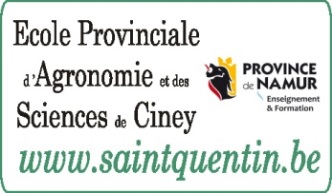 Ecole Provinciale
d'Agronomie et des
Sciences de Ciney
PROVINCE
de NAMUR
Enseignement
& Formation
www.saintquentin.be